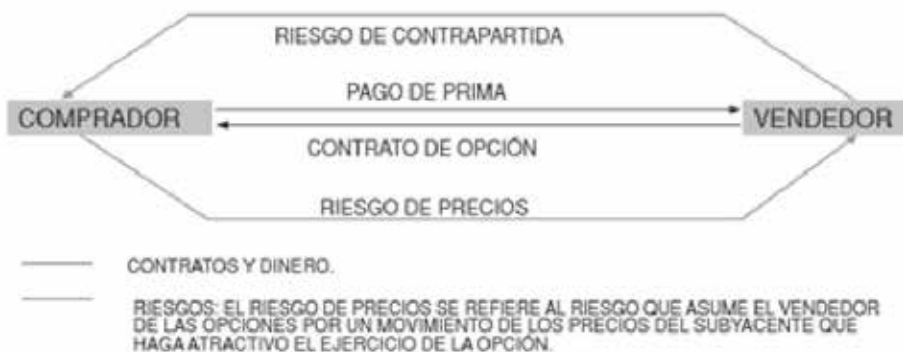 RIESGO DE CONTRAPARTIDA
PAGO DE PRIMA
COMPRADOR
VENDEDOR
CONTRATO DE OPCIÓN
RIESGO DE PRECIOS
CONTRATOS Y DINERO.
RIESGOS: EL RIESGO DE PRECIOS SE REFIERE AL RIESGO QUE ASUME EL VENDEDOR
DE LAS OPCIONES POR UN MOVIMIENTO DE LOS PRECIOS DEL SUBYACENTE QUE
HAGA ATRACTIVO EL EJERCICIO DE LA OPCIÓN.